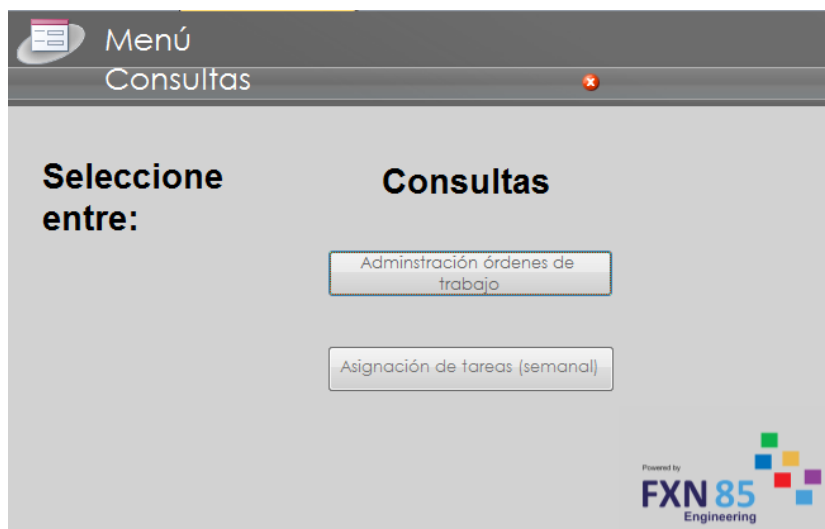 Menú
Consultas
Seleccione
entre:
Consultas
Adminstración órdenes de
trabajo
Asignación de tareas (semanal)
Powered by
FXN 85
Engineering